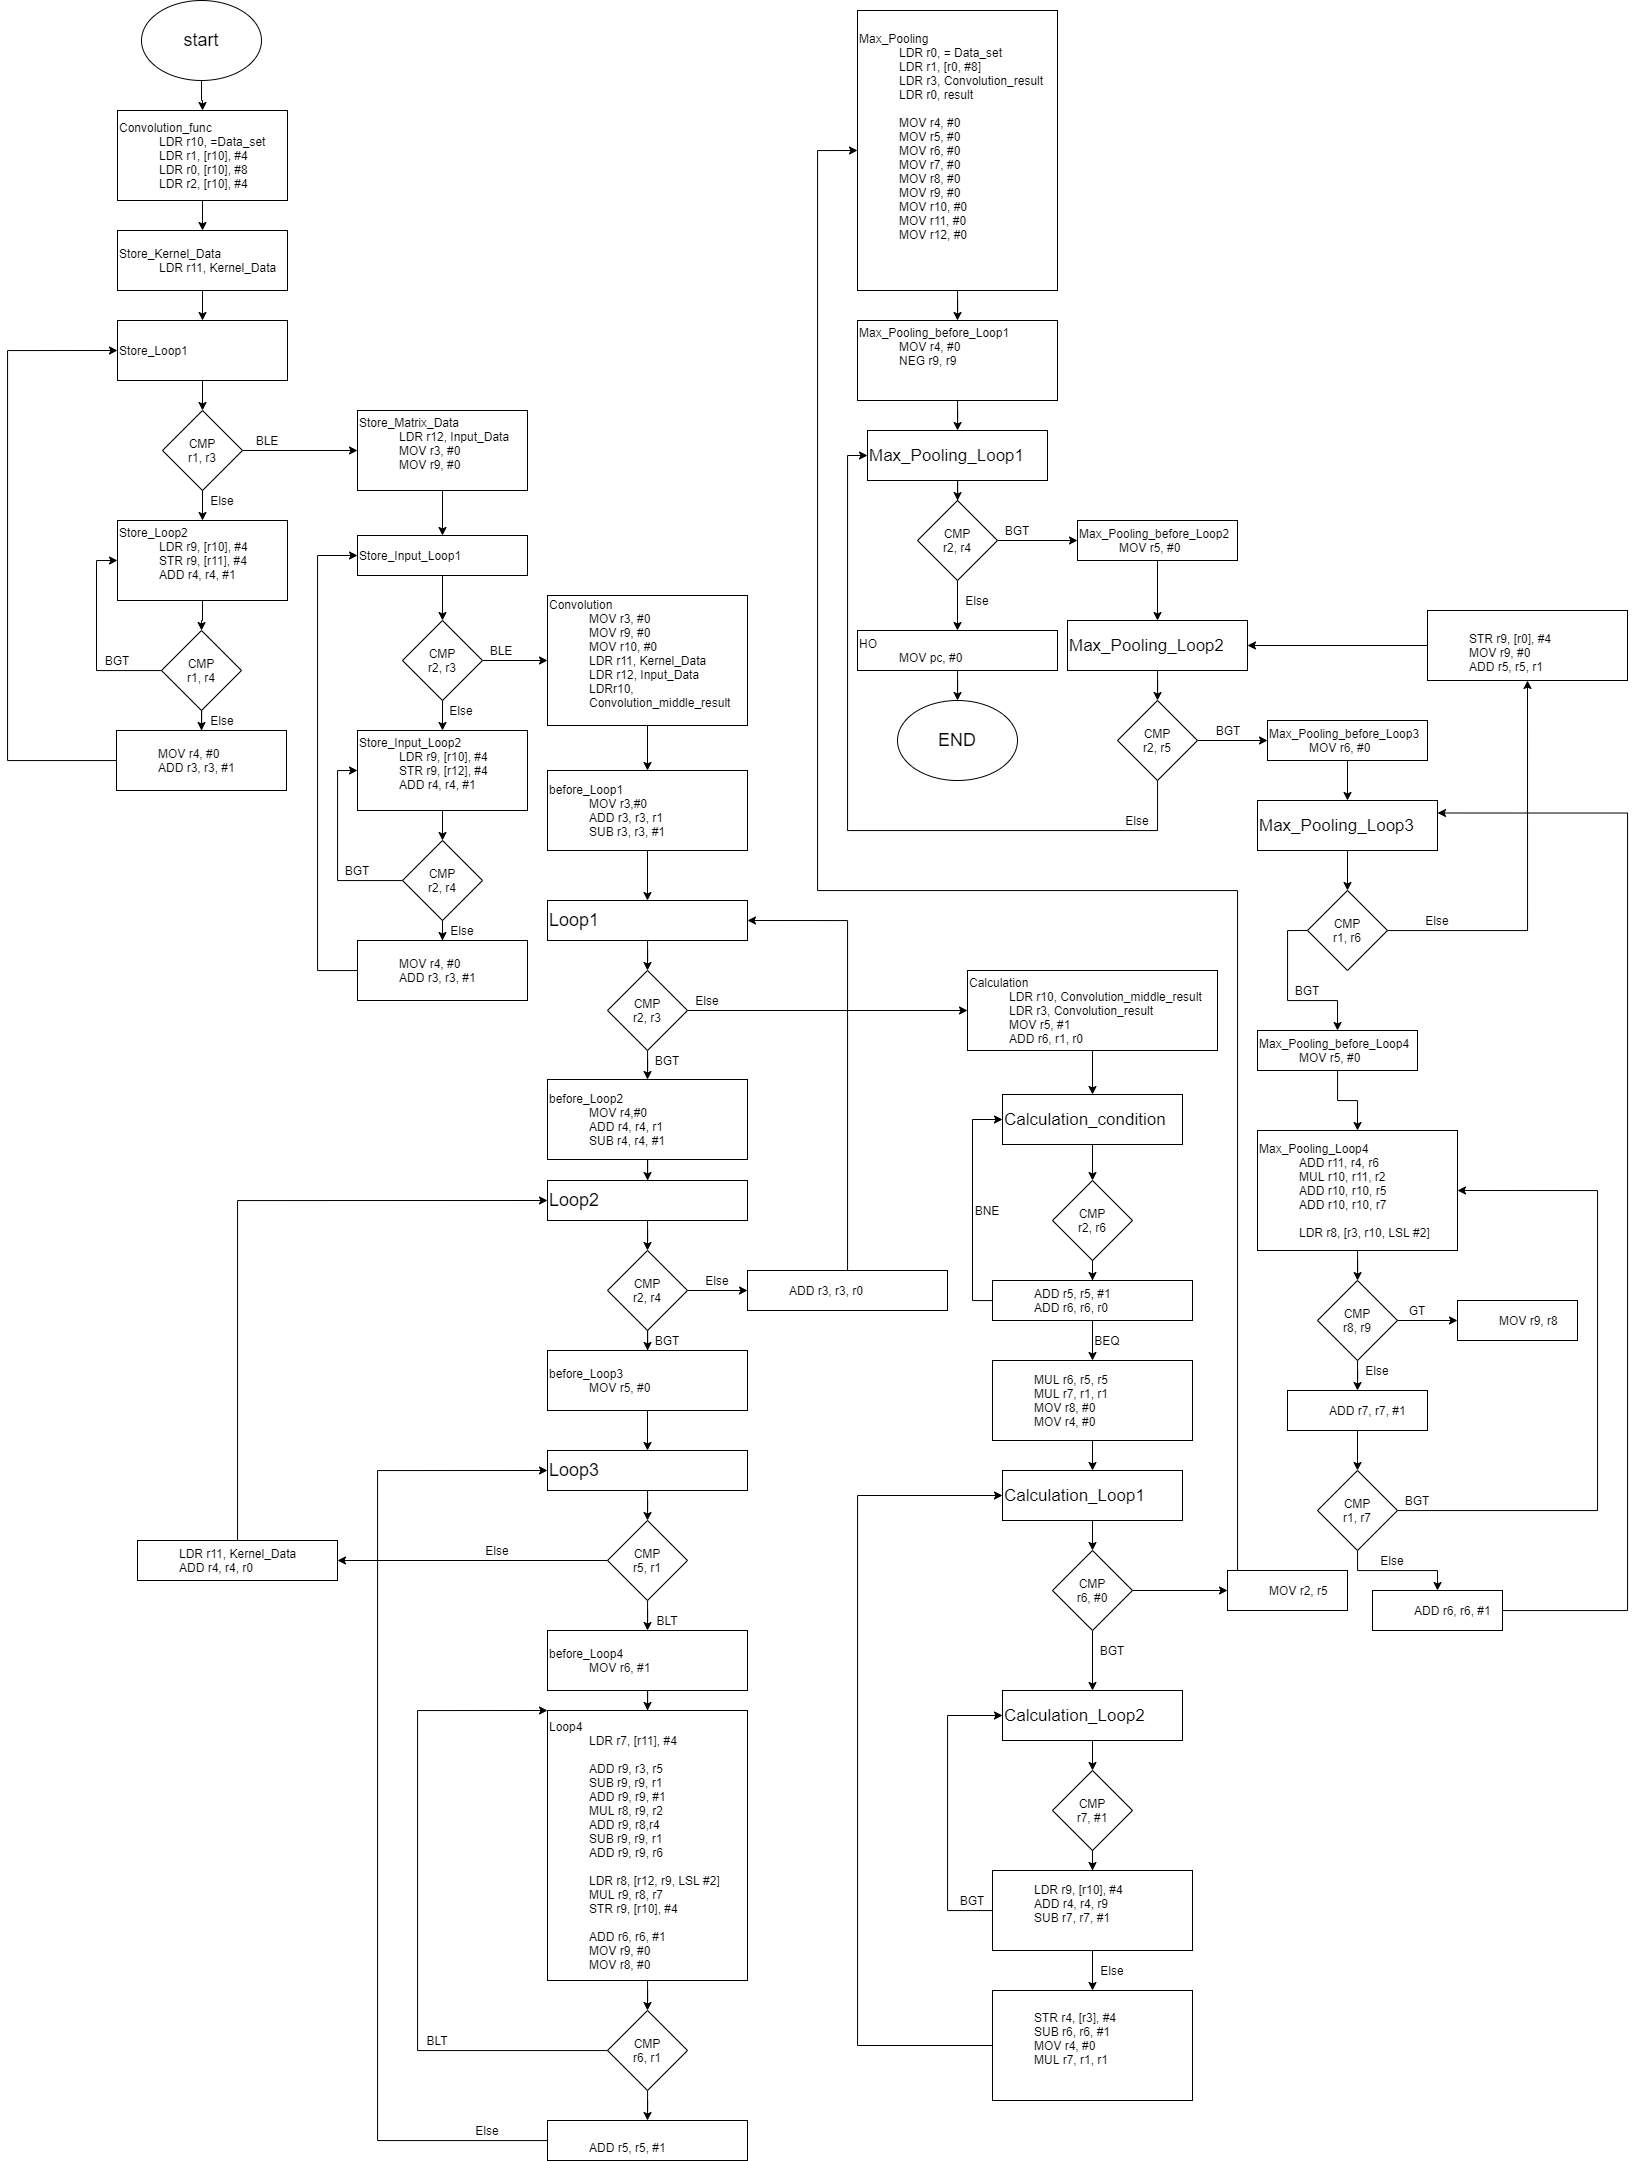 start
Convolution_func
LDR r10, =Data_set
LDR r1, [r10], #4
LDR r0, [r10], #8
LDR r2, [r10], #4
Store_Kernel_Data
LDR r11, Kernel_Data
Store_Loop1
CMP
r1, r3
BLE
Else
Store_Loop2
LDR r9, [r10], #4
STR r9, [r11], #4
ADD r4, r4, #1
BGT
CMP
r1, r4
Else
MOV r4, #0
ADD r3, r3, #1
Store_Matrix_Data
LDR r12, Input_Data
MOV r3, #0
MOV r9, #0
Store_Input_Loop1
CMP
r2, r3
BLE
Else
Store_Input_Loop2
LDR r9, [r10], #4
STR r9, [r12], #4
ADD r4, r4, #1
BGT
CMP
r2, r4
Else
MOV r4, #0
ADD r3, r3, #1
Convolution
MOV r3, #0
MOV r9, #0
MOV r10, #0
LDR r11, Kernel_Data
LDR r12, Input_Data
LDRr10,
Convolution_middle_result
before_Loop1
MOV r3,#0
ADD r3, r3, r1
SUB r3, r3, #1
Loop1
CMP
r2, r3
Else
BGT
before_Loop2
MOV r4,#0
ADD r4, r4, r1
SUB r4, r4, #1
Loop2
CMP
r2, r4
Else
ADD r3, r3, r0
BGT
before_Loop3
MOV r5, #0
Loop3
CMP
r5, r1
Else
LDR r11, Kernel_Data
ADD r4, r4, r0
BLT
before_Loop4
MOV r6, #1
Loop4
LDR r7, [r11], #4
ADD r9, r3, r5
SUB r9, r9, r1
ADD r9, r9, #1
MUL r8, r9, r2
ADD r9, r8,r4
SUB r9, r9, r1
ADD r9, r9, r6
LDR r8, [r12, r9, LSL #2]
MUL r9, r8, r7
STR r9, [r10], #4
ADD r6, r6, #1
MOV r9, #0
MOV r8, #0
BLT
CMP
r6, r1
Else
ADD r5, r5, #1
Calculation
LDR r10, Convolution_middle_result
LDR r3, Convolution_result
MOV r5, #1
ADD r6, r1, r0
Calculation_condition
BNE
CMP
r2, r6
ADD r5, r5, #1
ADD r6, r6, r0
BEQ
MUL r6, r5, r5
MUL r7, r1, r1
MOV r8, #0
MOV r4, #0
Calculation_Loop1
CMP
r6, #0
MOV r2, r5
BGT
Calculation_Loop2
CMP
r7, #1
BGT
LDR r9, [r10], #4
ADD r4, r4, r9
SUB r7, r7, #1
Else
STR r4, [r3], #4
SUB r6, r6, #1
MOV r4, #0
MUL r7, r1, r1
Max_Pooling
LDR r0, = Data_set
LDR r1, [r0, #8]
LDR r3, Convolution_result
LDR r0, result
MOV r4, #0
MOV r5, #0
MOV r6, #0
MOV r7, #0
MOV r8, #0
MOV r9, #0
MOV r10, #0
MOV r11, #0
MOV r12, #0
Max_Pooling_before_Loop1
MOV r4, #0
NEG r9, r9
Max_Pooling_Loop1
CMP
r2, r4
BGT
Else
HO
MOV pc, #0
END
Max_Pooling_before_Loop2
MOV r5, #0
Max_Pooling_Loop2
STR r9, [r0], #4
MOV r9, #0
ADD r5, r5, r1
CMP
r2, r5
BGT
Else
Max_Pooling_before_Loop3
MOV r6, #0
Max_Pooling_Loop3
CMP
r1, r6
Else
BGT
Max_Pooling_before_Loop4
MOV r5, #0
Max_Pooling_Loop4
ADD r11, r4, r6
MUL r10, r11, r2
ADD r10, r10, r5
ADD r10, r10, r7
LDR r8, [r3, r10, LSL #2]
CMP
r8, r9
GT
MOV r9, r8
Else
ADD r7, r7, #1
CMP
r1, r7
BGT
Else
ADD r6, r6, #1